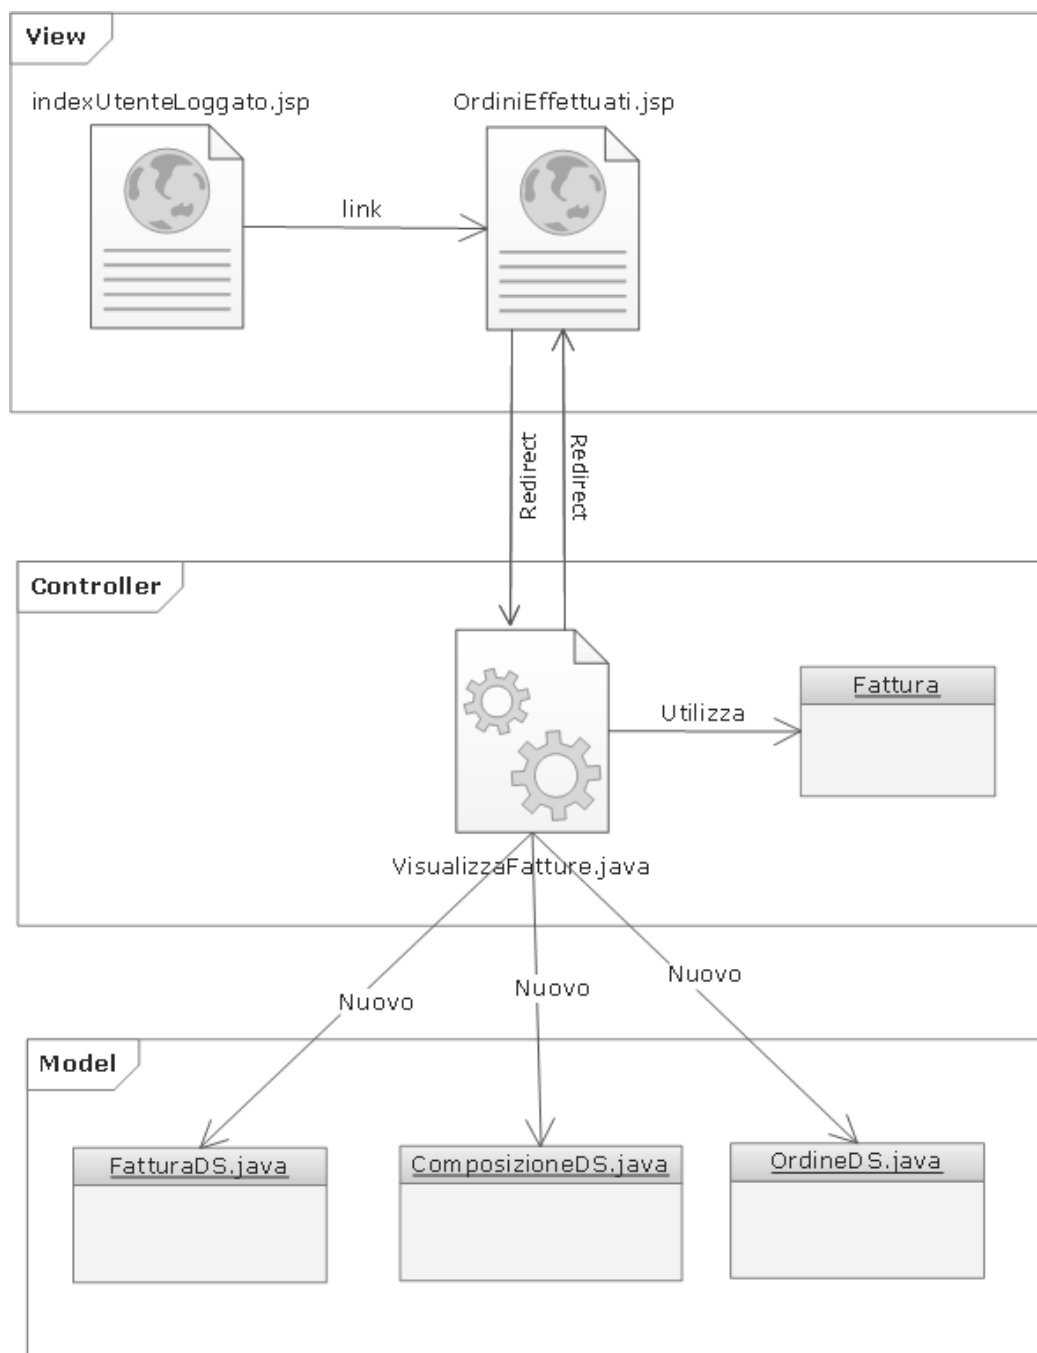 View
indexUtenteLoggato.jsp
OrdiniEffettuati.jsp
link
Redirect
Redirect
Controller
Fattura
Utilizza
VisualizzaFatture.java
Nuovo
Nuovo
Nuovo
Model
FatturaDS.java
ComposizioneDS.java
OrdineDS.java